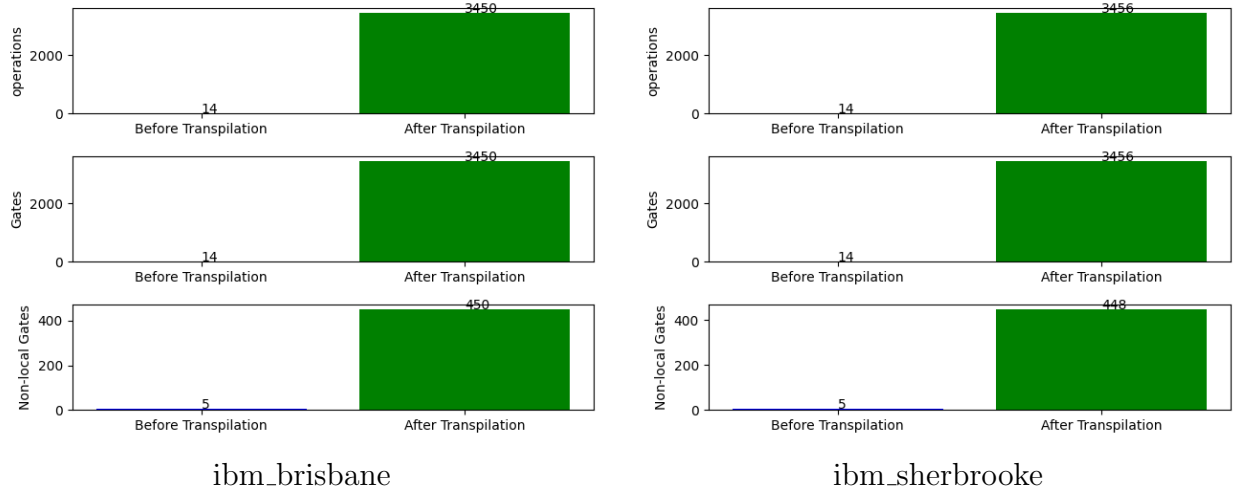 operations
2000
0
14
3450
Before Transpilation
After Transpilation
Gates
2000
0
14
3450
Before Transpilation
After Transpilation
Non-local Gates
400
200
0
5
450
Before Transpilation
After Transpilation
ibm_brisbane
operations
2000
0
14
3456
Before Transpilation
After Transpilation
Gates
2000
0
14
3456
Before Transpilation
After Transpilation
Non-local Gates
400
200
0
5
448
Before Transpilation
After Transpilation
ibm_sherbrooke